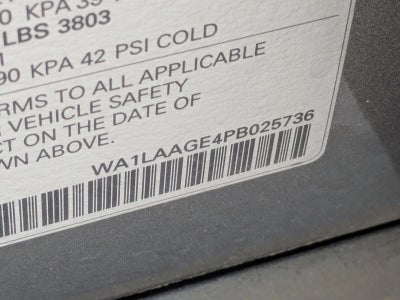 0 KPA 39
LBS 3803
90 KPA 42 PSI COLD
RMS TO ALL APPLICABLE
VEHICLE SAFETY
CT ON THE DATE OF
WN ABOVE.
WA1LAAGE4PB025736